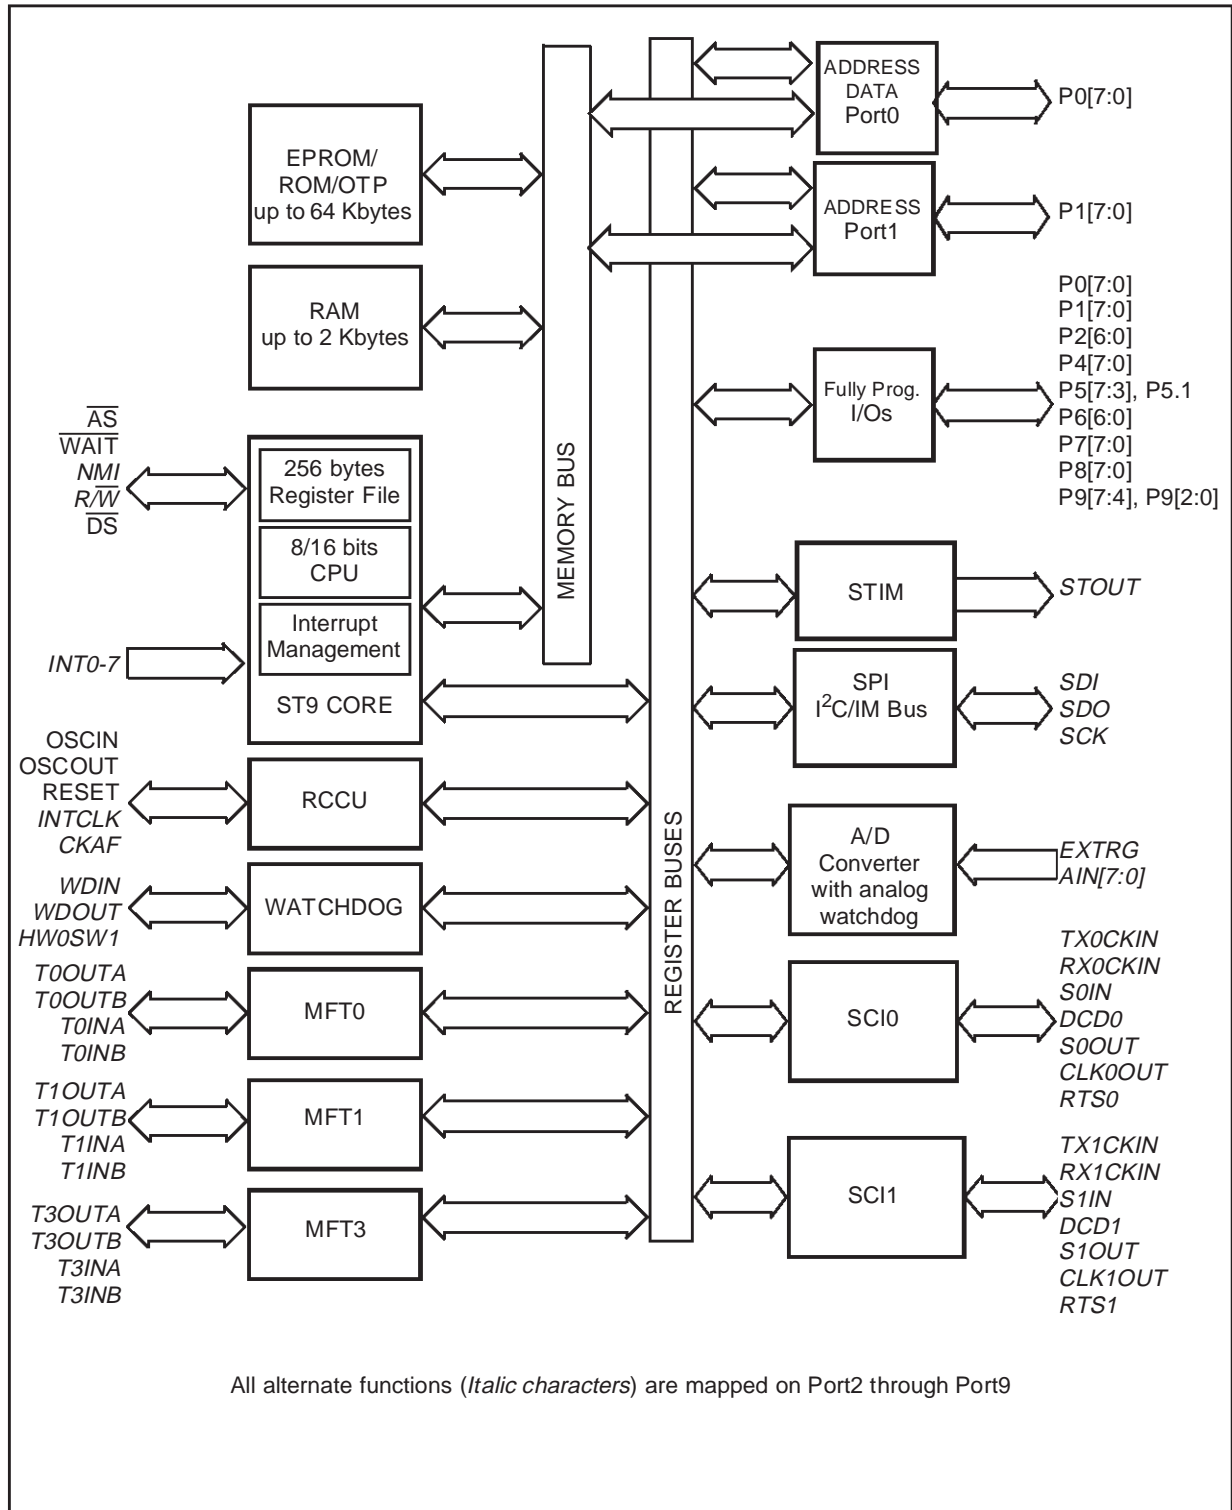 ADDRESS
DATA
Port0
P0[7:0]
EPROM/
ROM/OTP
up to 64 Kbytes
ADDRESS
Port1
P1[7:0]
RAM
up to 2 Kbytes
Fully Prog.
I/Os
P0[7:0]
P1[7:0]
P2[6:0]
P4[7:0]
P5[7:3], P5.1
P6[6:0]
P7[7:0]
P8[7:0]
P9[7:4], P9[2:0]
A̅S̅
W̅A̅I̅T̅
NMI
R/W̅
D̅S̅
256 bytes
Register File
8/16 bits
CPU
Interrupt
Management
ST9 CORE
INT0-7
MEMORY BUS
REGISTER BUSES
STIM
STOUT
SPI
I²C/IM Bus
SDI
SDO
SCK
OSCIN
OSCOUT
RESET
INTCLK
CKAF
RCCU
A/D
Converter
with analog
watchdog
EXTRG
AIN[7:0]
WDIN
WDOUT
HW0SW1
WATCHDOG
T0OUTA
T0OUTB
T0INA
T0INB
MFT0
SCI0
TX0CKIN
RX0CKIN
S0IN
DCD0
S0OUT
CLK0OUT
RTS0
T1OUTA
T1OUTB
T1INA
T1INB
MFT1
SCI1
TX1CKIN
RX1CKIN
S1IN
DCD1
S1OUT
CLK1OUT
RTS1
T3OUTA
T3OUTB
T3INA
T3INB
MFT3
All alternate functions (Italic characters) are mapped on Port2 through Port9